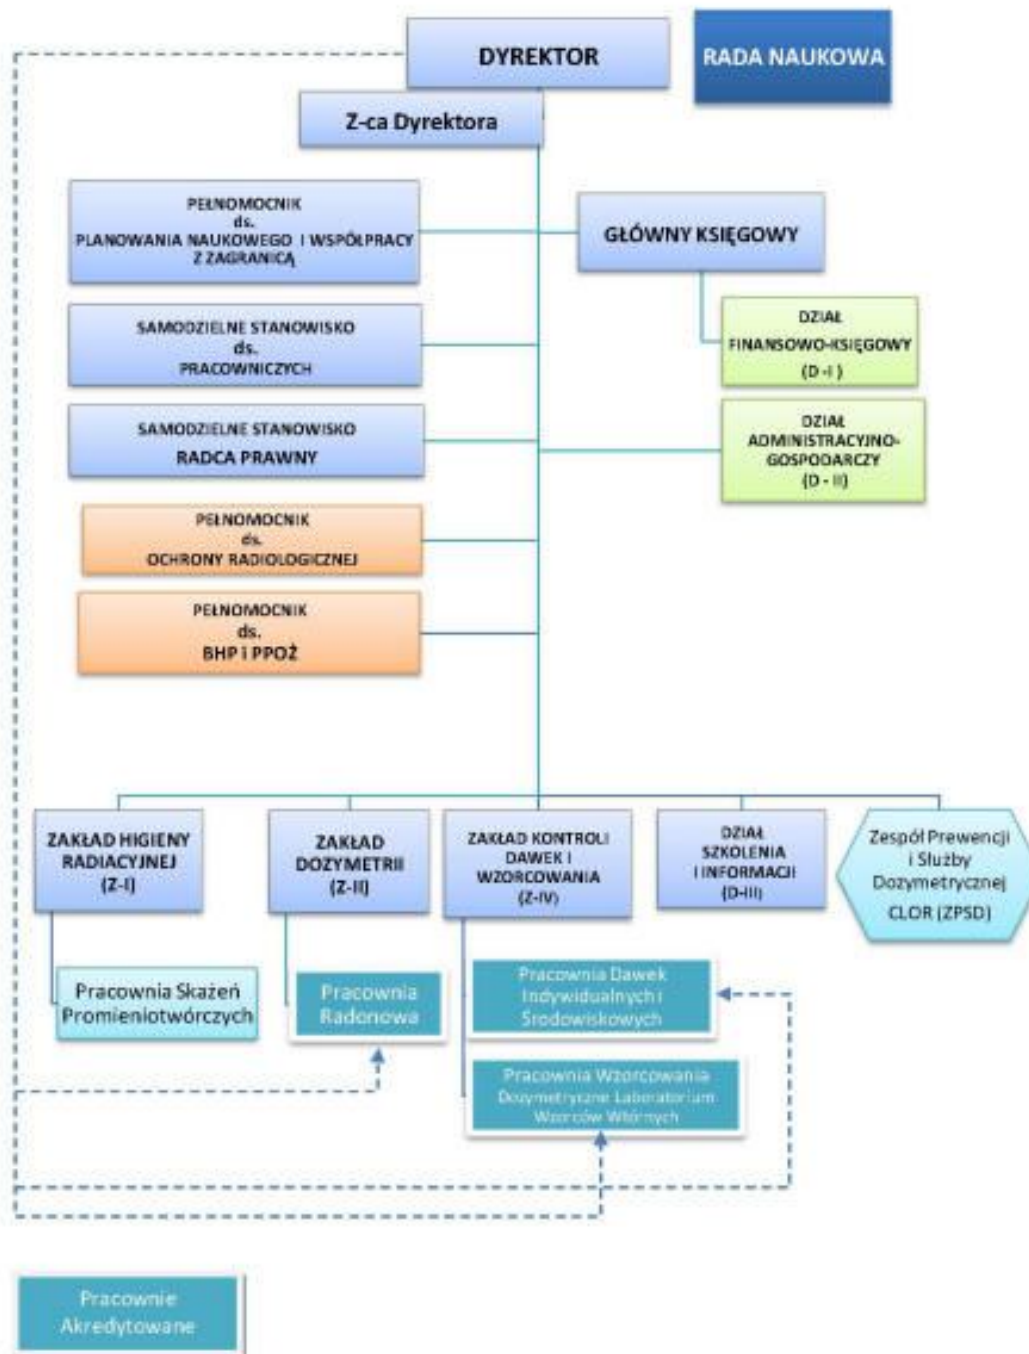 DYREKTOR
RADA NAUKOWA
Z-ca Dyrektora
PEŁNOMOCNIK
ds.
PLANOWANIA NAUKOWEGO I WSPÓŁPRACY
Z ZAGRANICĄ
GŁÓWNY KSIĘGOWY
SAMODZIELNE STANOWISKO
ds.
PRACOWNICZYCH
DZIAŁ
FINANSOWO-KSIĘGOWY
(D -I )
SAMODZIELNE STANOWISKO
RADCA PRAWNY
DZIAŁ
ADMINISTRACYJNO-
GOSPODARCZY
(D - II)
PEŁNOMOCNIK
ds.
OCHRONY RADIOLOGICZNEJ
PEŁNOMOCNIK
ds.
BHP i PPOŻ
ZAKŁAD HIGIENY
RADIACYJNEJ
(Z-I)
ZAKŁAD
DOZYMETRII
(Z-II)
ZAKŁAD KONTROLI
DAWEK I
WZORCOWANIA
(Z-IV)
DZIAŁ
SZKOLENIA
I INFORMACJI
(D-III)
Zespół Prewencji
i Służby
Dozymetrycznej
CLOR (ZPSD)
Pracownia Skażeń
Promieniotwórczych
Pracownia
Radonowa
Pracownia Dawek
Indywidualnych i
Środowiskowych
Pracownia Wzorcowania
Dozymetryczne Laboratorium
Wzorców Wtórnych
Pracownie
Akredytowane